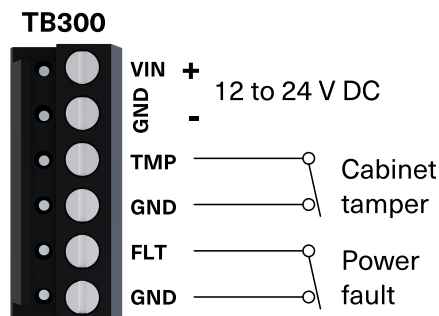 TB300
VIN +
GND -
12 to 24 V DC
TMP
GND
Cabinet
tamper
FLT
GND
Power
fault